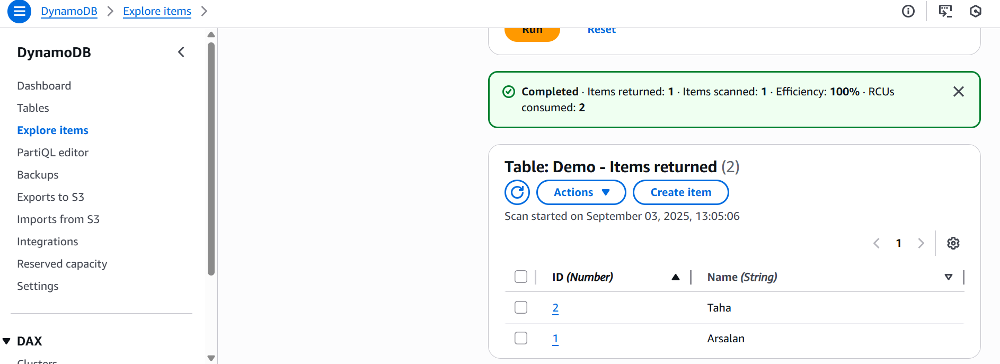 DynamoDB
Explore items
DynamoDB
Dashboard
Tables
Explore items
PartiQL editor
Backups
Exports to S3
Imports from S3
Integrations
Reserved capacity
Settings
DAX
Clusters
Run
Reset
Completed · Items returned: 1 · Items scanned: 1 · Efficiency: 100% · RCUs
consumed: 2
Table: Demo - Items returned (2)
Actions
Create item
Scan started on September 03, 2025, 13:05:06
1
ID (Number)
Name (String)
2
Taha
1
Arsalan